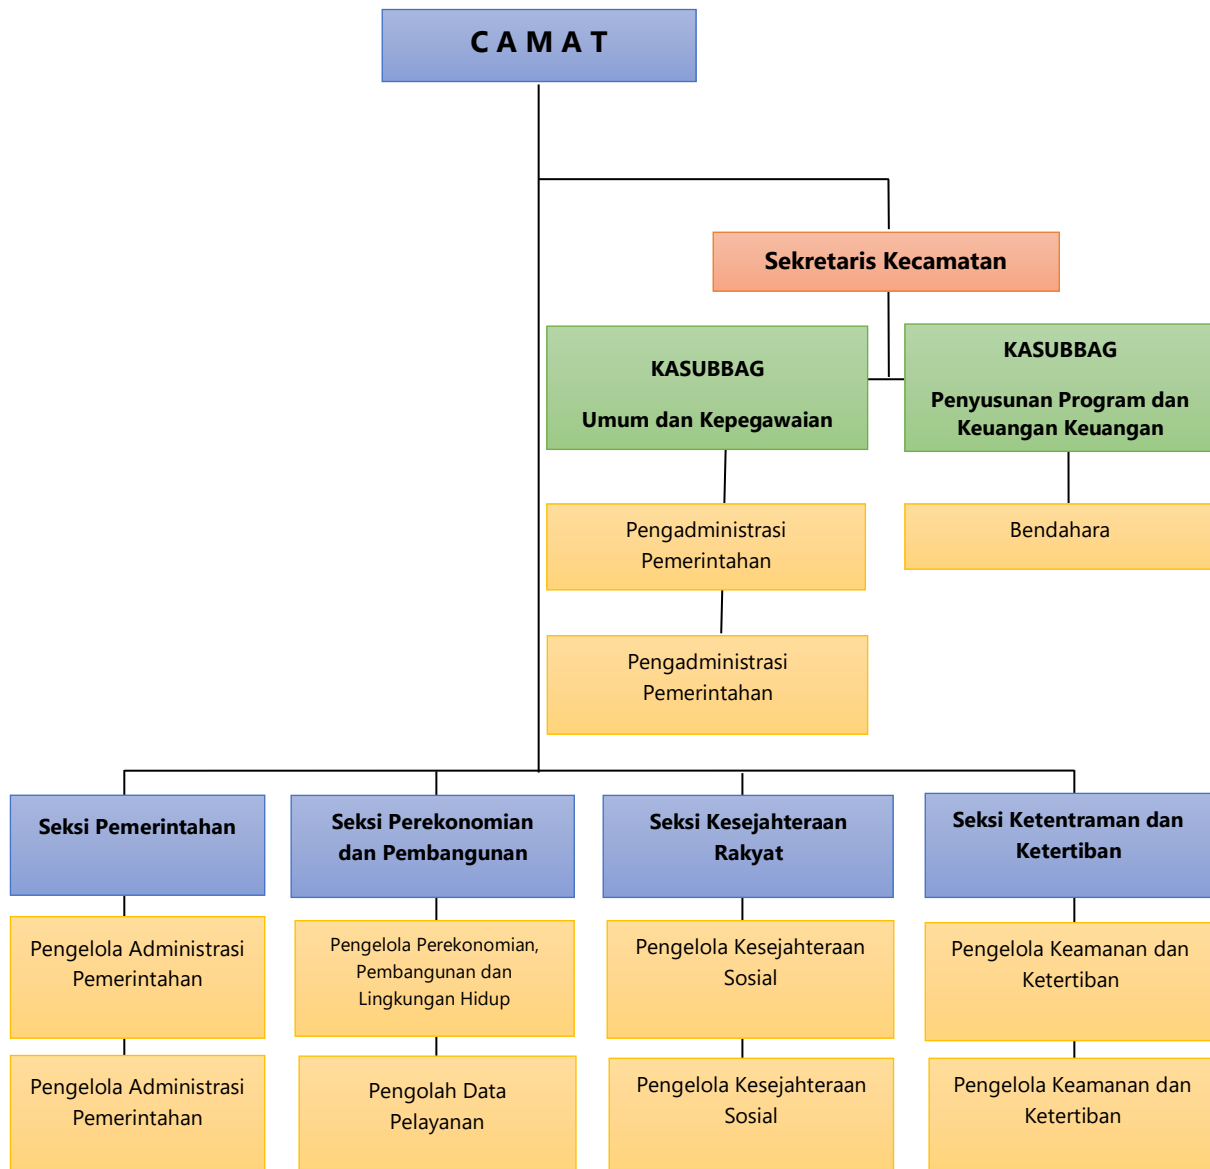 C A M A T
Sekretaris Kecamatan
KASUBBAG
Umum dan Kepegawaian
KASUBBAG
Penyusunan Program dan
Keuangan Keuangan
Pengadministrasi
Pemerintahan
Bendahara
Pengadministrasi
Pemerintahan
Seksi Pemerintahan
Seksi Perekonomian
dan Pembangunan
Seksi Kesejahteraan
Rakyat
Seksi Ketentraman dan
Ketertiban
Pengelola Administrasi
Pemerintahan
Pengelola Perekonomian,
Pembangunan dan
Lingkungan Hidup
Pengelola Kesejahteraan
Sosial
Pengelola Keamanan dan
Ketertiban
Pengelola Administrasi
Pemerintahan
Pengolah Data
Pelayanan
Pengelola Kesejahteraan
Sosial
Pengelola Keamanan dan
Ketertiban